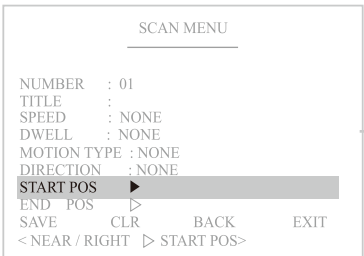 SCAN MENU
NUMBER : 01
TITLE :
SPEED : NONE
DWELL : NONE
MOTION TYPE : NONE
DIRECTION : NONE
START POS ▶
END POS ▷
SAVE CLR BACK EXIT
< NEAR / RIGHT ▷ START POS>